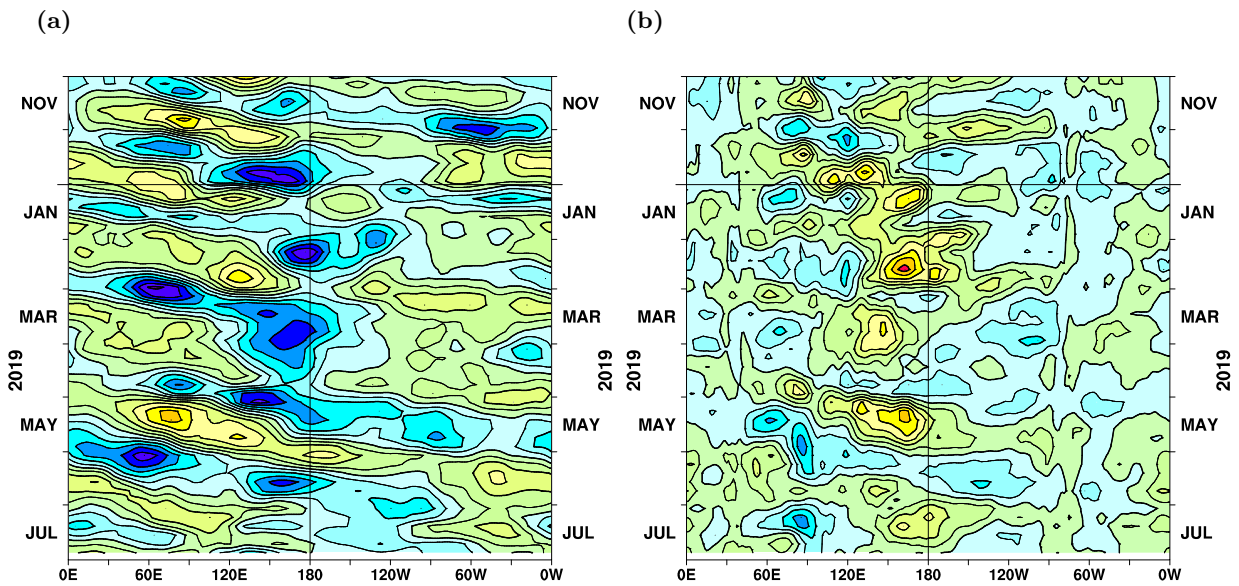 (a) (b)
NOV NOV NOV NOV
JAN JAN JAN JAN
MAR MAR MAR MAR
2019 2019 2019 2019
MAY MAY MAY MAY
JUL JUL JUL JUL
0E 60E 120E 180 120W 60W 0W 0E 60E 120E 180 120W 60W 0W